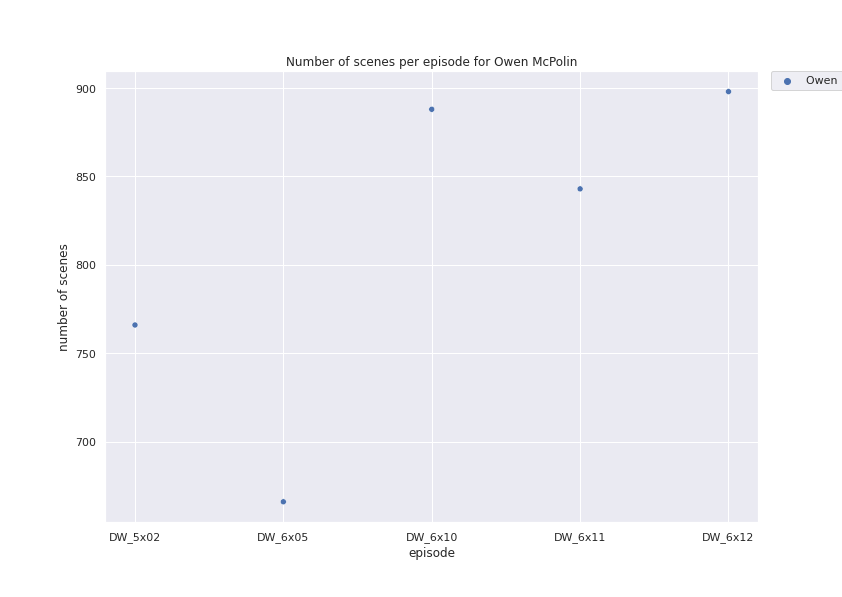 Number of scenes per episode for Owen McPolin
Owen
900
850
800
750
700
number of scenes
DW_5x02 DW_6x05 DW_6x10 DW_6x11 DW_6x12
episode